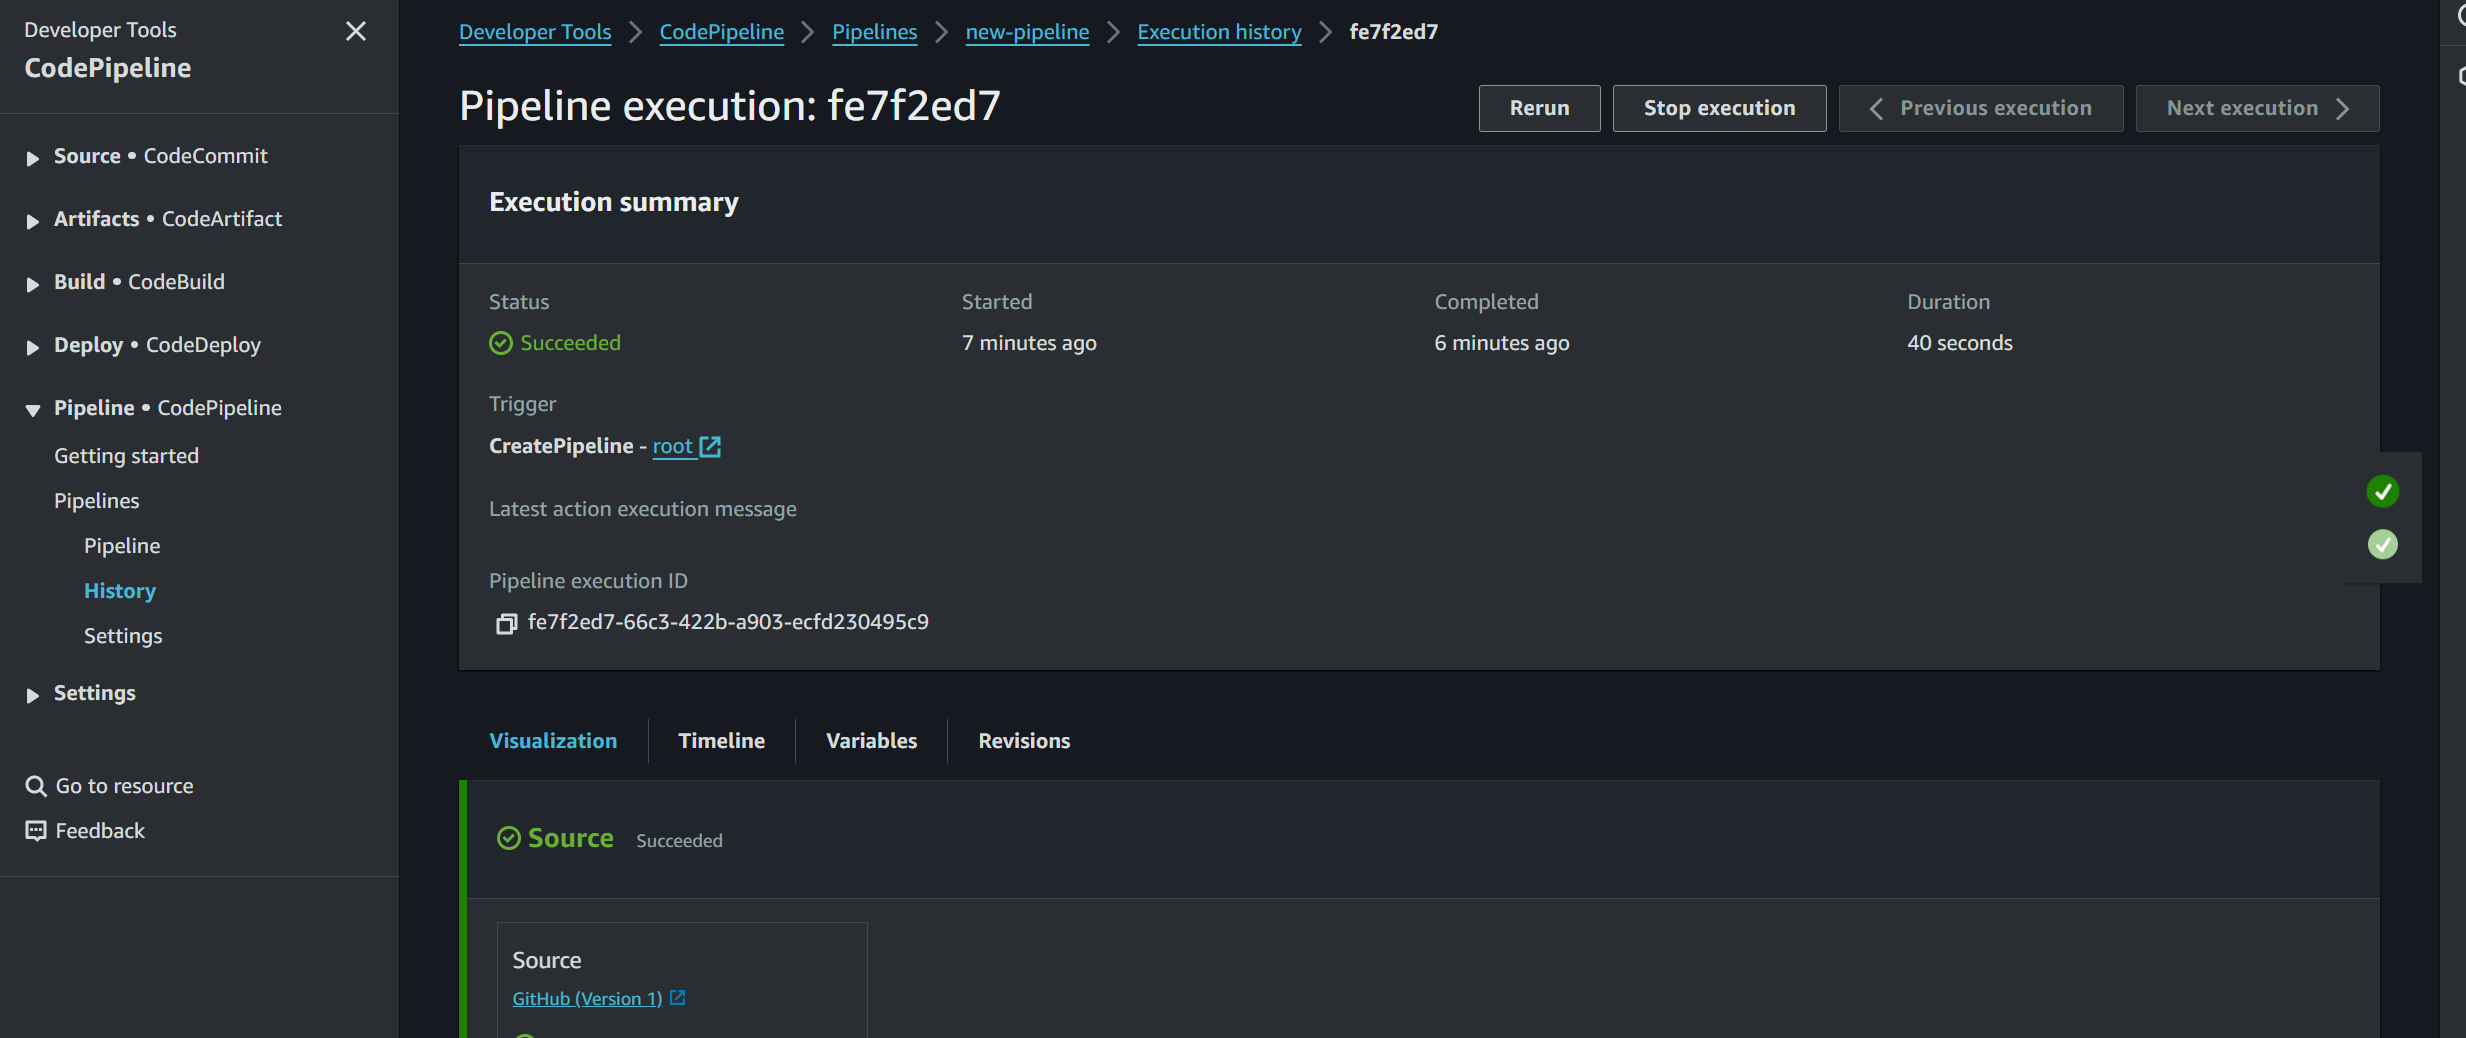 Developer Tools
CodePipeline
Source • CodeCommit
Artifacts • CodeArtifact
Build • CodeBuild
Deploy • CodeDeploy
Pipeline • CodePipeline
Getting started
Pipelines
Pipeline
History
Settings
Settings
Go to resource
Feedback
Developer Tools > CodePipeline > Pipelines > new-pipeline > Execution history > fe7f2ed7
Pipeline execution: fe7f2ed7
Rerun
Stop execution
Previous execution
Next execution
Execution summary
Status
Succeeded
Started
7 minutes ago
Completed
6 minutes ago
Duration
40 seconds
Trigger
CreatePipeline - root
Latest action execution message
Pipeline execution ID
fe7f2ed7-66c3-422b-a903-ecfd230495c9
Visualization
Timeline
Variables
Revisions
Source Succeeded
Source
GitHub (Version 1)